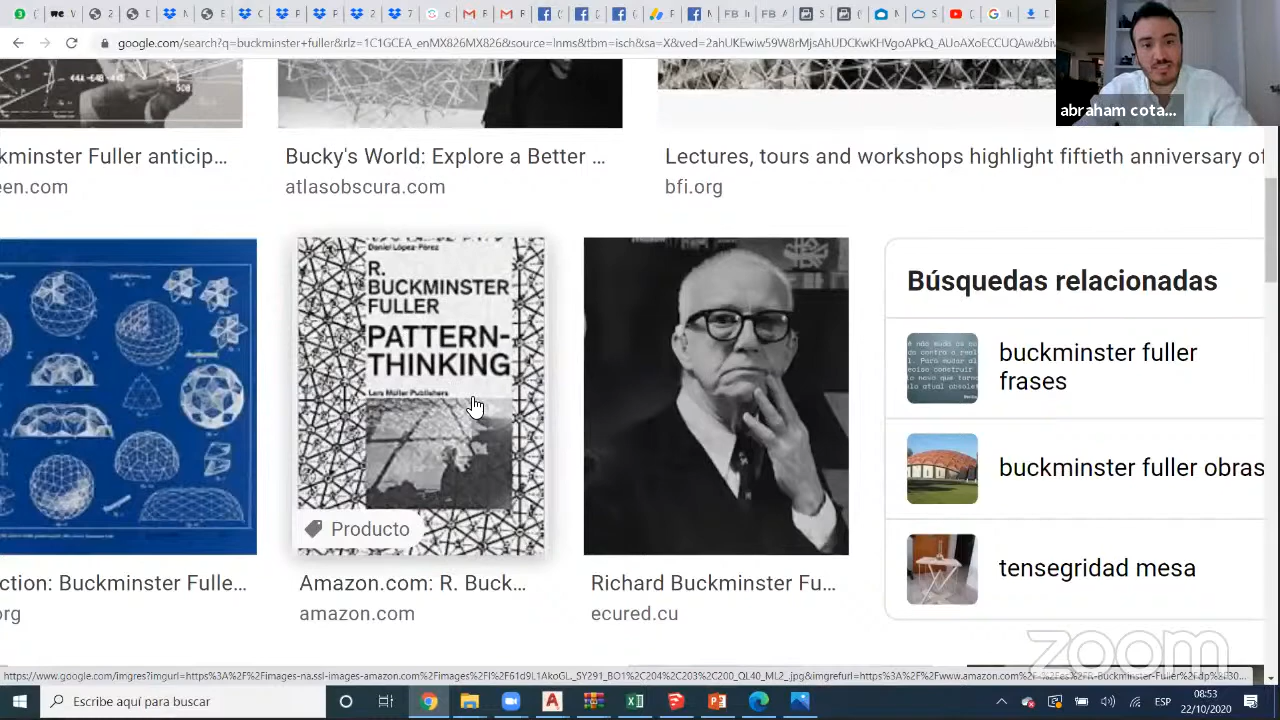 google.com/search?q=buckminster+fuller&rlz=1C1GCEA_enMX826MX826&source=lnms&tbm=isch&sa=X&ved=2ahUKEwiw59W8rMjsAhUDCKwKHVgoAPkQ_AUoAXoECCUQAw&biw
abraham cota...
kminster Fuller anticip...
Bucky's World: Explore a Better ...
Lectures, tours and workshops highlight fiftieth anniversary of
en.com
atlasobscura.com
bfi.org
Daniel López-Pérez
R.
BUCKMINSTER
FULLER
PATTERN-
THINKING
Lars Müller Publishers
Producto
Búsquedas relacionadas
buckminster fuller
frases
buckminster fuller obras
tensegridad mesa
ction: Buckminster Fulle...
Amazon.com: R. Buck...
Richard Buckminster Fu...
org
amazon.com
ecured.cu
zoom
Escribe aquí para buscar
ESP
08:53
22/10/2020